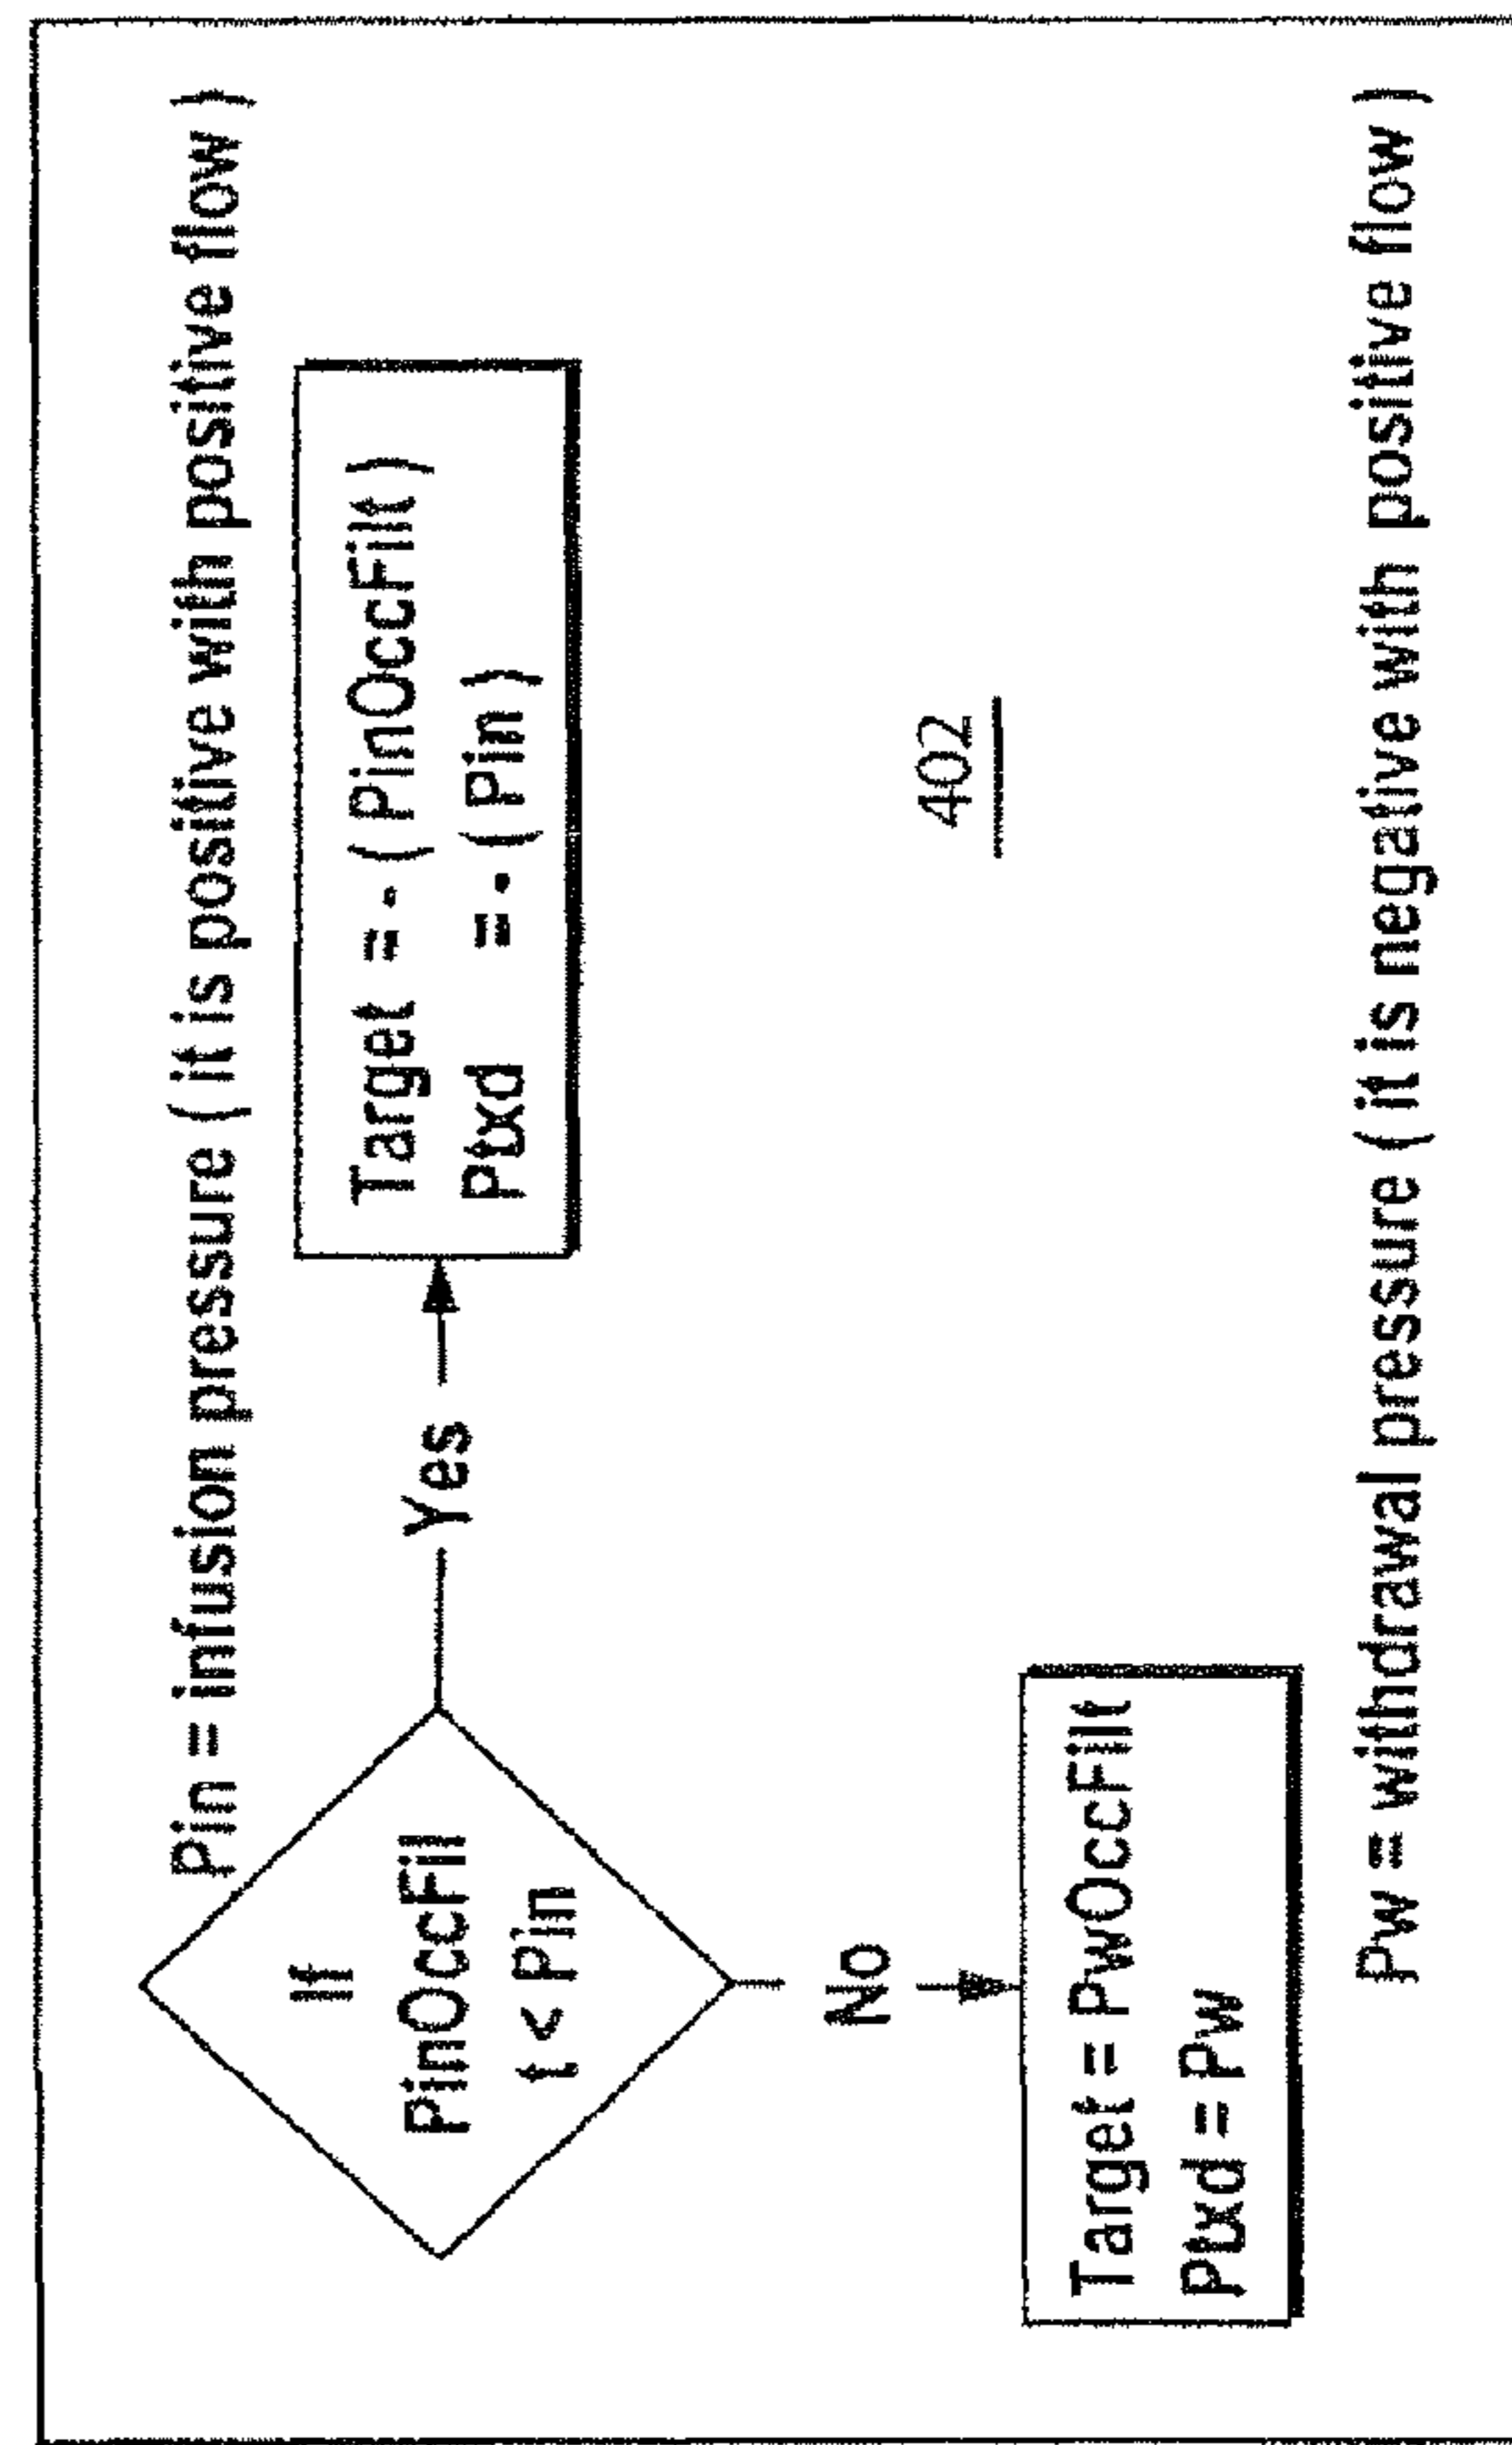 Pin = infusion pressure ( it is positive with positive flow )
If
PinOccFil
t < Pin
Yes
Target = - ( PinOccFilt )
Ptxd = - ( Pin )
No
402
Target = PwOccFilt
Ptxd = Pw
Pw = withdrawal pressure ( it is negative with positive flow )